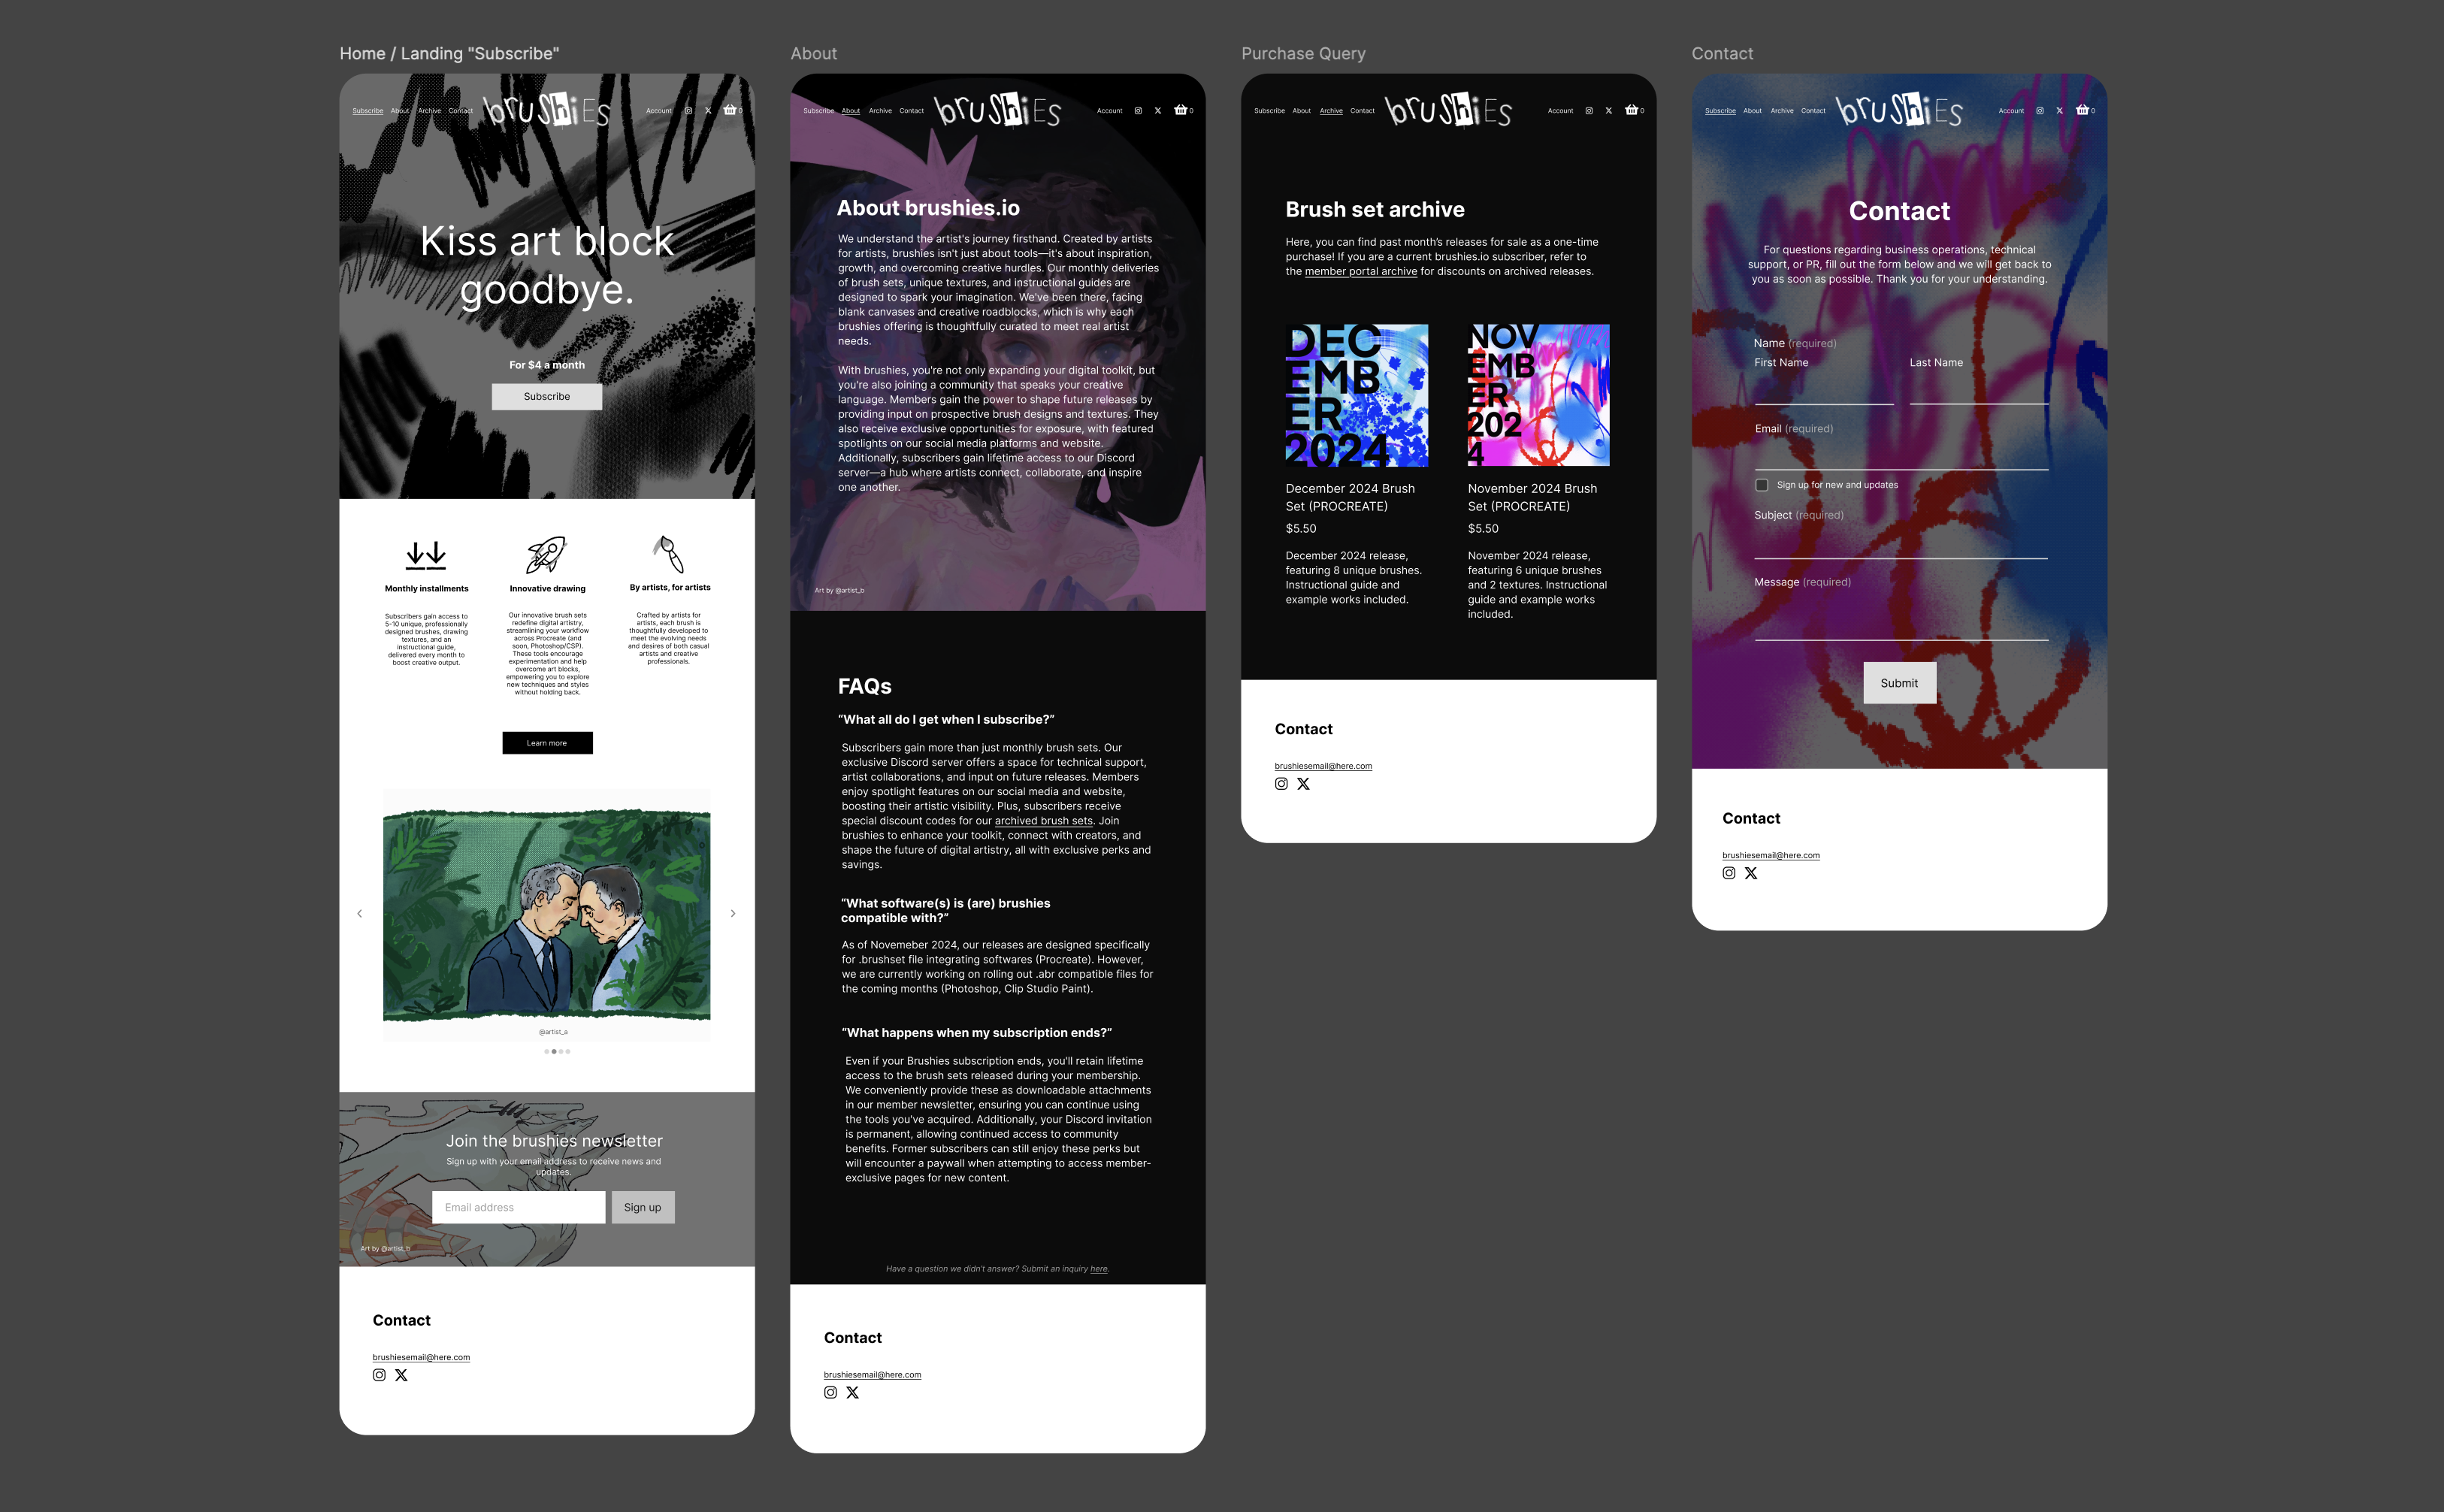 Home / Landing "Subscribe"
Subscribe About Archive Contact brushies Account 0
Kiss art block
goodbye.
For $4 a month
Subscribe
Monthly installments
Subscribers gain access to
5-10 unique, professionally
designed brushes, drawing
textures, and an
instructional guide,
delivered every month to
boost creative output.
Innovative drawing
Our innovative brush sets
redefine digital artistry,
streamlining your workflow
across Procreate (and
soon, Photoshop/CSP).
These tools encourage
experimentation and help
overcome art blocks,
empowering you to explore
new techniques and styles
without holding back.
By artists, for artists
Crafted by artists for
artists, each brush is
thoughtfully developed to
meet the evolving needs
and desires of both casual
artists and creative
professionals.
Learn more
@artist_a
Join the brushies newsletter
Sign up with your email address to receive news and
updates.
Email address
Sign up
Art by @artist_b
Contact
brushiesemail@here.com
About
Subscribe About Archive Contact brushies Account 0
About brushies.io
We understand the artist's journey firsthand. Created by artists
for artists, brushies isn't just about tools—it's about inspiration,
growth, and overcoming creative hurdles. Our monthly deliveries
of brush sets, unique textures, and instructional guides are
designed to spark your imagination. We've been there, facing
blank canvases and creative roadblocks, which is why each
brushies offering is thoughtfully curated to meet real artist
needs.
With brushies, you're not only expanding your digital toolkit, but
you're also joining a community that speaks your creative
language. Members gain the power to shape future releases by
providing input on prospective brush designs and textures. They
also receive exclusive opportunities for exposure, with featured
spotlights on our social media platforms and website.
Additionally, subscribers gain lifetime access to our Discord
server—a hub where artists connect, collaborate, and inspire
one another.
Art by @artist_b
FAQs
“What all do I get when I subscribe?”
Subscribers gain more than just monthly brush sets. Our
exclusive Discord server offers a space for technical support,
artist collaborations, and input on future releases. Members
enjoy spotlight features on our social media and website,
boosting their artistic visibility. Plus, subscribers receive
special discount codes for our archived brush sets. Join
brushies to enhance your toolkit, connect with creators, and
shape the future of digital artistry, all with exclusive perks and
savings.
“What software(s) is (are) brushies
compatible with?”
As of Novemeber 2024, our releases are designed specifically
for .brushset file integrating softwares (Procreate). However,
we are currently working on rolling out .abr compatible files for
the coming months (Photoshop, Clip Studio Paint).
“What happens when my subscription ends?”
Even if your Brushies subscription ends, you'll retain lifetime
access to the brush sets released during your membership.
We conveniently provide these as downloadable attachments
in our member newsletter, ensuring you can continue using
the tools you've acquired. Additionally, your Discord invitation
is permanent, allowing continued access to community
benefits. Former subscribers can still enjoy these perks but
will encounter a paywall when attempting to access member-
exclusive pages for new content.
Have a question we didn't answer? Submit an inquiry here.
Contact
brushiesemail@here.com
Purchase Query
Subscribe About Archive Contact brushies Account 0
Brush set archive
Here, you can find past month's releases for sale as a one-time
purchase! If you are a current brushies.io subscriber, refer to
the member portal archive for discounts on archived releases.
DEC
EMB
ER
2024
December 2024 Brush
Set (PROCREATE)
$5.50
December 2024 release,
featuring 8 unique brushes.
Instructional guide and
example works included.
NOV
EMB
ER
202
4
November 2024 Brush
Set (PROCREATE)
$5.50
November 2024 release,
featuring 6 unique brushes
and 2 textures. Instructional
guide and example works
included.
Contact
brushiesemail@here.com
Contact
Subscribe About Archive Contact brushies Account 0
Contact
For questions regarding business operations, technical
support, or PR, fill out the form below and we will get back to
you as soon as possible. Thank you for your understanding.
Name (required)
First Name Last Name
Email (required)
Sign up for new and updates
Subject (required)
Message (required)
Submit
Contact
brushiesemail@here.com